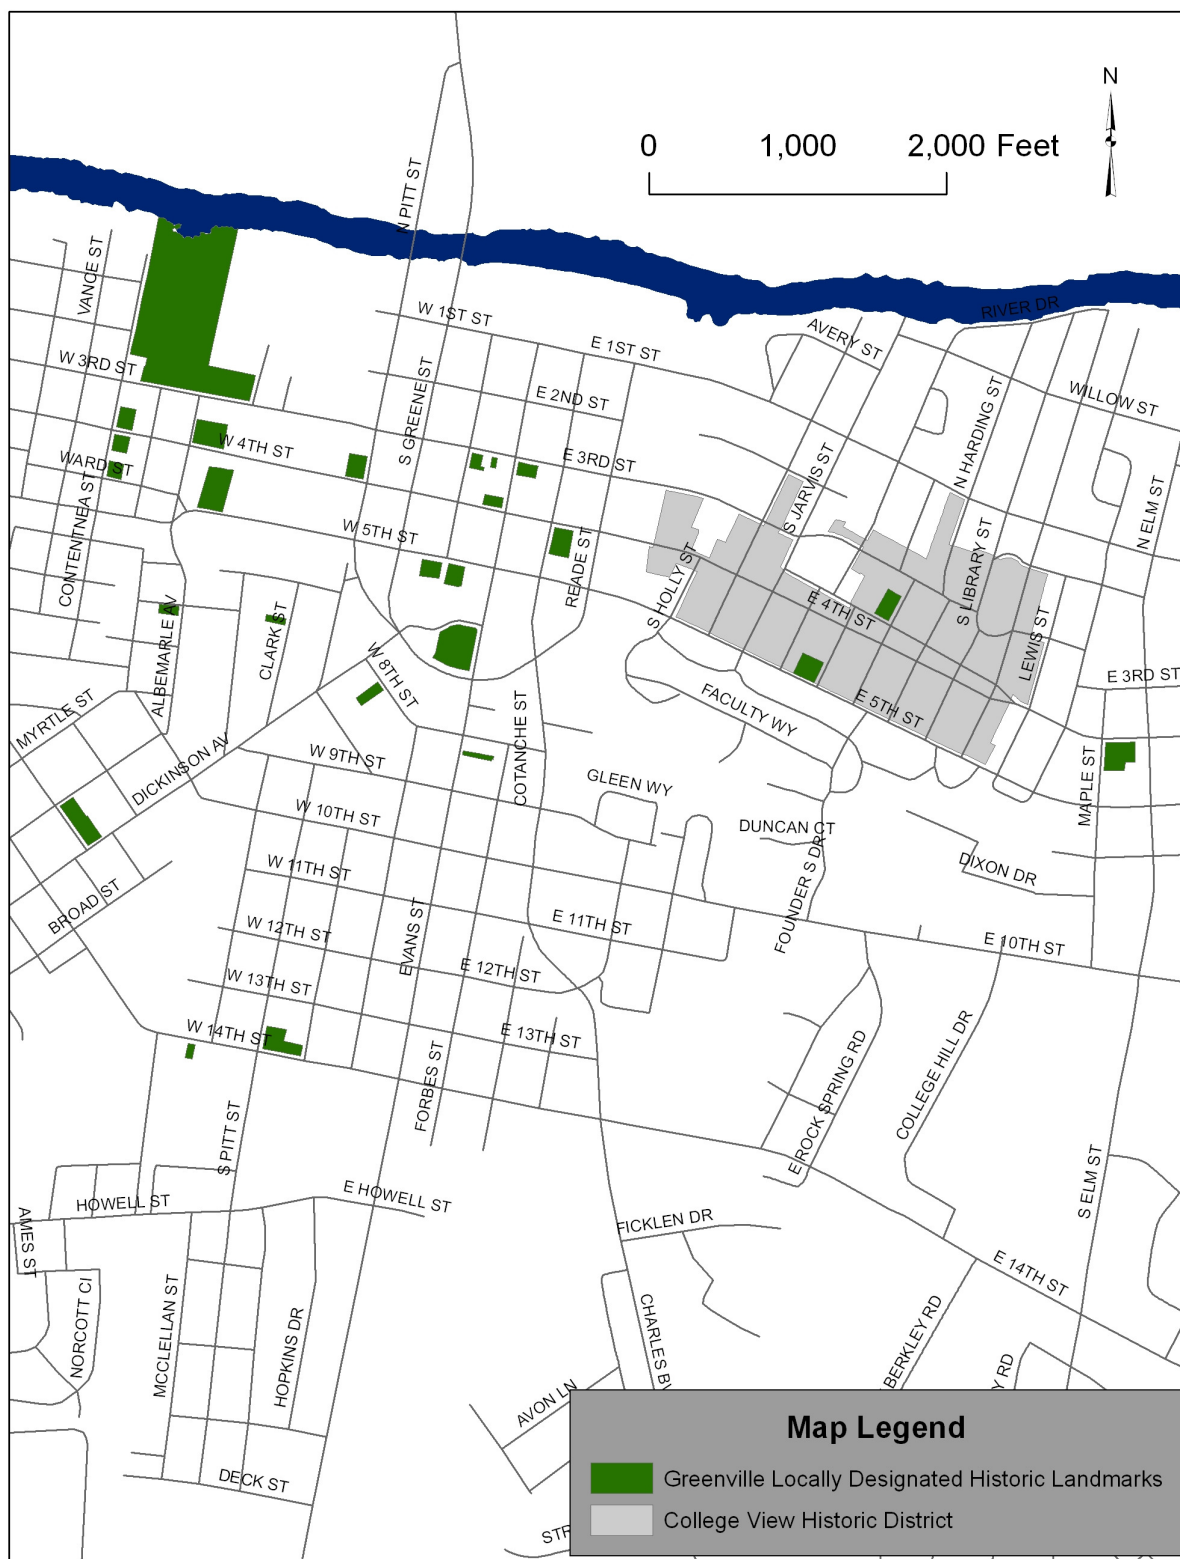 N
0 1,000 2,000 Feet
N PITT ST
VANCE ST
RIVER DR
W 1ST ST
AVERY ST
E 1ST ST
W 3RD ST
WILLOW ST
E 2ND ST
S GREENE ST
N HARDING ST
W 4TH ST
E 3RD ST
WARD ST
S JARVIS ST
N ELM ST
W 5TH ST
CONTENTNEA ST
READE ST
S HOLLY ST
S LIBRARY ST
E 4TH ST
ALBEMARLE AV
CLARK ST
LEWIS ST
W 8TH ST
E 3RD ST
MYRTLE ST
FACULTY WY
E 5TH ST
DICKINSON AV
COTANCHE ST
W 9TH ST
GLEEN WY
MAPLE ST
W 10TH ST
DUNCAN CT
DIXON DR
W 11TH ST
FOUNDER S DR
BROAD ST
E 11TH ST
W 12TH ST
EVANS ST
E 10TH ST
E 12TH ST
W 13TH ST
W 14TH ST
E 13TH ST
FORBES ST
COLLEGE HILL DR
E ROCK SPRING RD
S PITT ST
S ELM ST
HOWELL ST
E HOWELL ST
FICKLEN DR
AMES ST
E 14TH ST
NORCOTT CI
MCCLELLAN ST
HOPKINS DR
CHARLES BV
BERKLEY RD
Y RD
AVON LN
DECK ST
STR
Map Legend
Greenville Locally Designated Historic Landmarks
College View Historic District